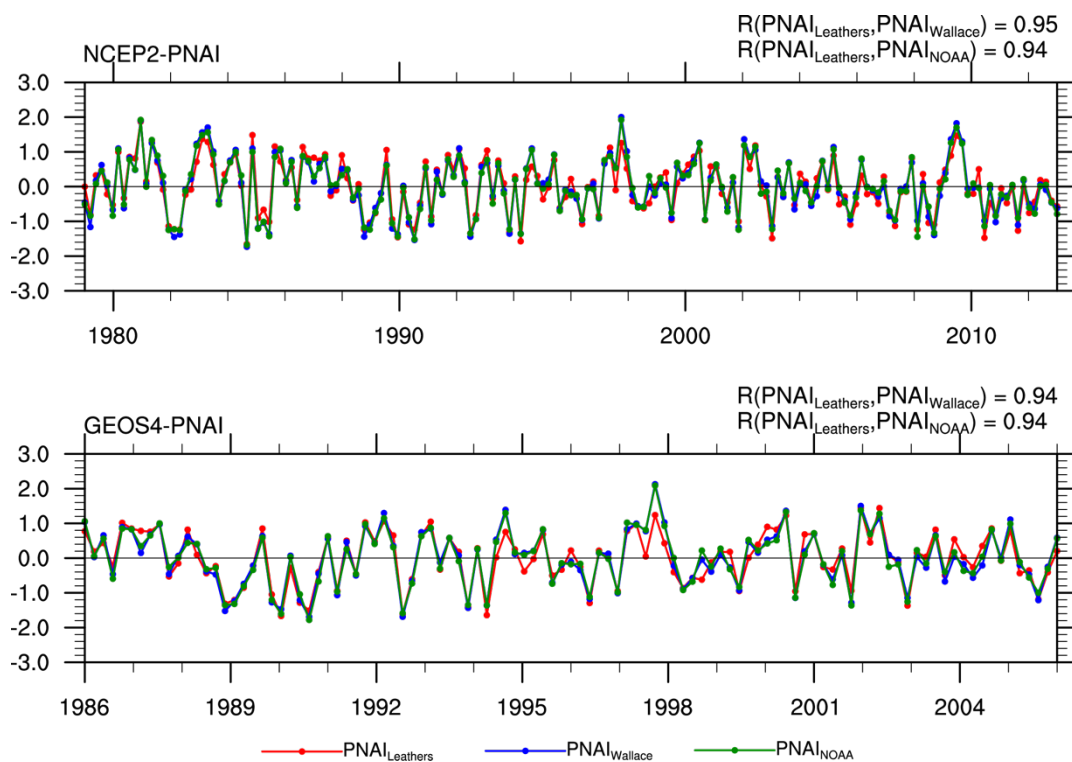 R(PNAI_Leathers,PNAI_Wallace) = 0.95
NCEP2-PNAI
R(PNAI_Leathers,PNAI_NOAA) = 0.94
3.0
2.0
1.0
0.0
-1.0
-2.0
-3.0
1980 1990 2000 2010
R(PNAI_Leathers,PNAI_Wallace) = 0.94
GEOS4-PNAI
R(PNAI_Leathers,PNAI_NOAA) = 0.94
3.0
2.0
1.0
0.0
-1.0
-2.0
-3.0
1986 1989 1992 1995 1998 2001 2004
PNAI_Leathers PNAI_Wallace PNAI_NOAA